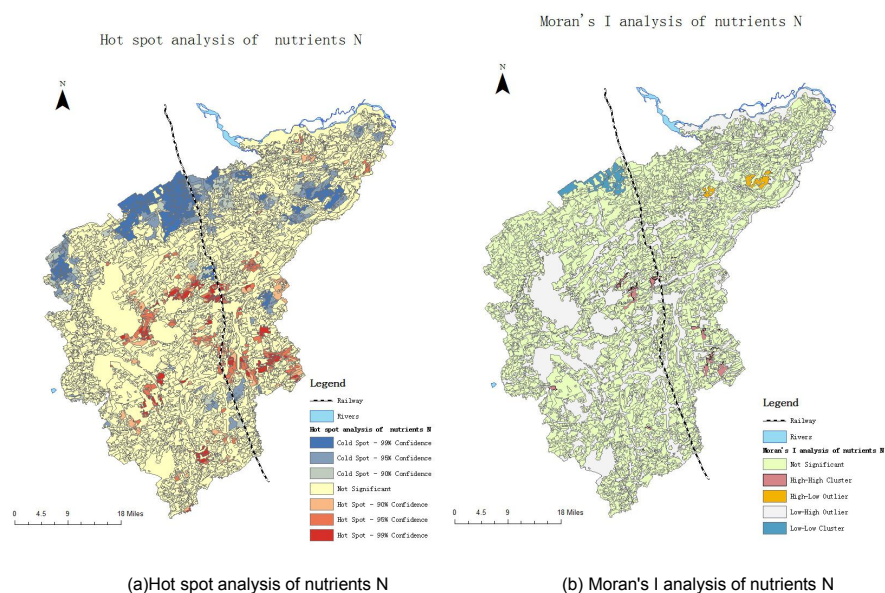 Hot spot analysis of nutrients N
N
Legend
Railway
Rivers
Hot spot analysis of nutrients N
Cold Spot - 99% Confidence
Cold Spot - 95% Confidence
Cold Spot - 90% Confidence
Not Significant
Hot Spot - 90% Confidence
Hot Spot - 95% Confidence
Hot Spot - 99% Confidence
0 4.5 9 18 Miles
(a)Hot spot analysis of nutrients N
Moran's I analysis of nutrients N
N
Legend
Railway
Rivers
Moran's I analysis of nutrients N
Not Significant
High-High Cluster
High-Low Outlier
Low-High Outlier
Low-Low Cluster
0 4.5 9 18 Miles
(b) Moran's I analysis of nutrients N